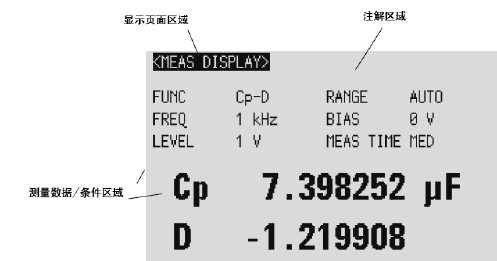 显示页面区域
注解区域
<MEAS DISPLAY>
FUNC Cp-D RANGE AUTO
FREQ 1 kHz BIAS 0 V
LEVEL 1 V MEAS TIME MED
测量数据/条件区域
Cp 7.398252 µF
D -1.219908